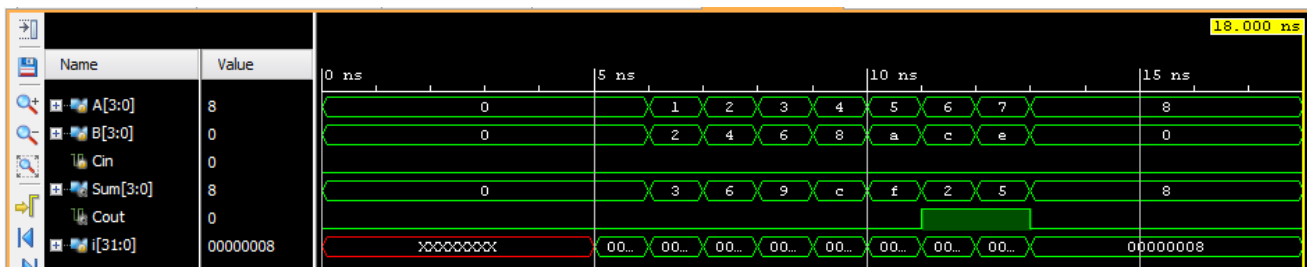 18.000 ns
Name Value
0 ns 5 ns 10 ns 15 ns
A[3:0] 8 0 1 2 3 4 5 6 7 8
B[3:0] 0 0 2 4 6 8 a c e 0
Cin 0
Sum[3:0] 8 0 3 6 9 c f 2 5 8
Cout 0
i[31:0] 00000008 XXXXXXXX 00... 00... 00... 00... 00... 00... 00... 00000008